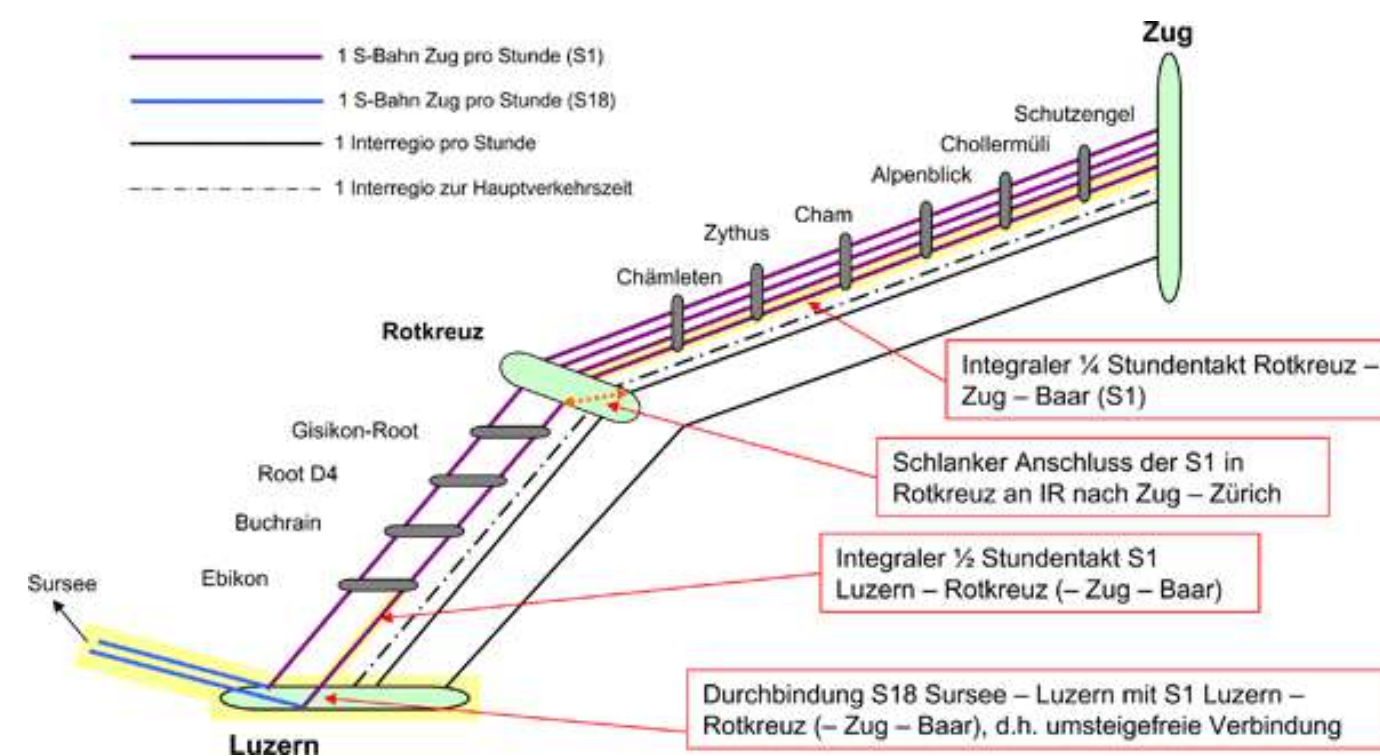 Zug
1 S-Bahn Zug pro Stunde (S1)
1 S-Bahn Zug pro Stunde (S18)
1 Interregio pro Stunde
1 Interregio zur Hauptverkehrszeit
Schutzengel
Chollermüli
Alpenblick
Cham
Zythus
Chämleten
Rotkreuz
Integraler ¼ Stundentakt Rotkreuz –
Zug – Baar (S1)
Gisikon-Root
Schlanker Anschluss der S1 in
Rotkreuz an IR nach Zug – Zürich
Root D4
Buchrain
Integraler ½ Stundentakt S1
Luzern – Rotkreuz (– Zug – Baar)
Ebikon
Sursee
Durchbindung S18 Sursee – Luzern mit S1 Luzern –
Rotkreuz (– Zug – Baar), d.h. umsteigefreie Verbindung
Luzern